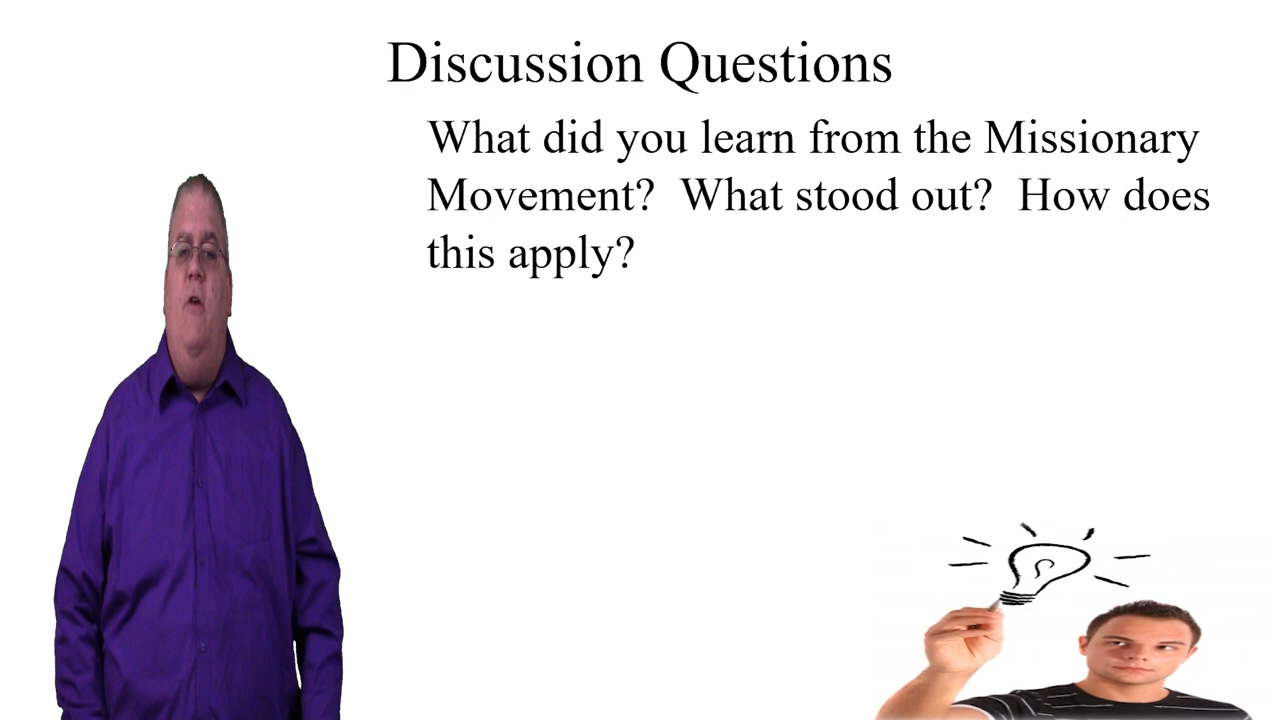 Discussion Questions
What did you learn from the Missionary
Movement?  What stood out?  How does
this apply?